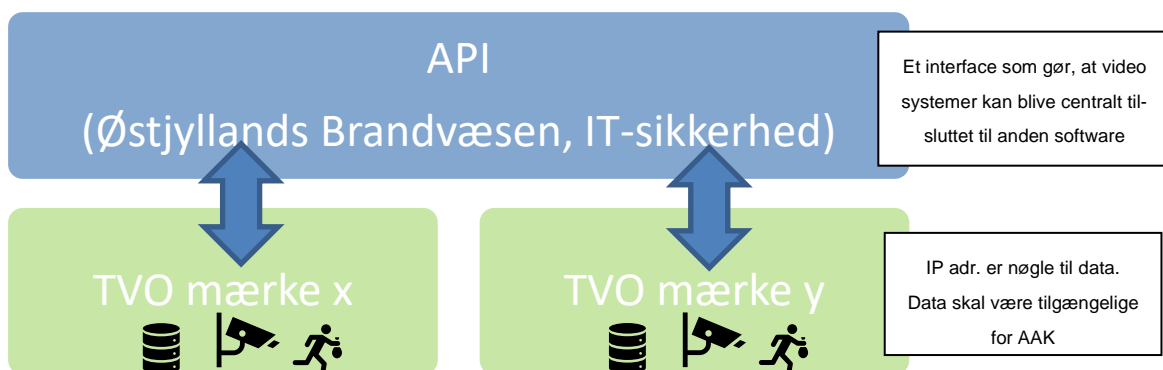 API
(Østjyllands Brandvæsen, IT-sikkerhed)
Et interface som gør, at video
systemer kan blive centralt til-
sluttet til anden software
TVO mærke x
TVO mærke y
IP adr. er nøgle til data.
Data skal være tilgængelige
for AAK